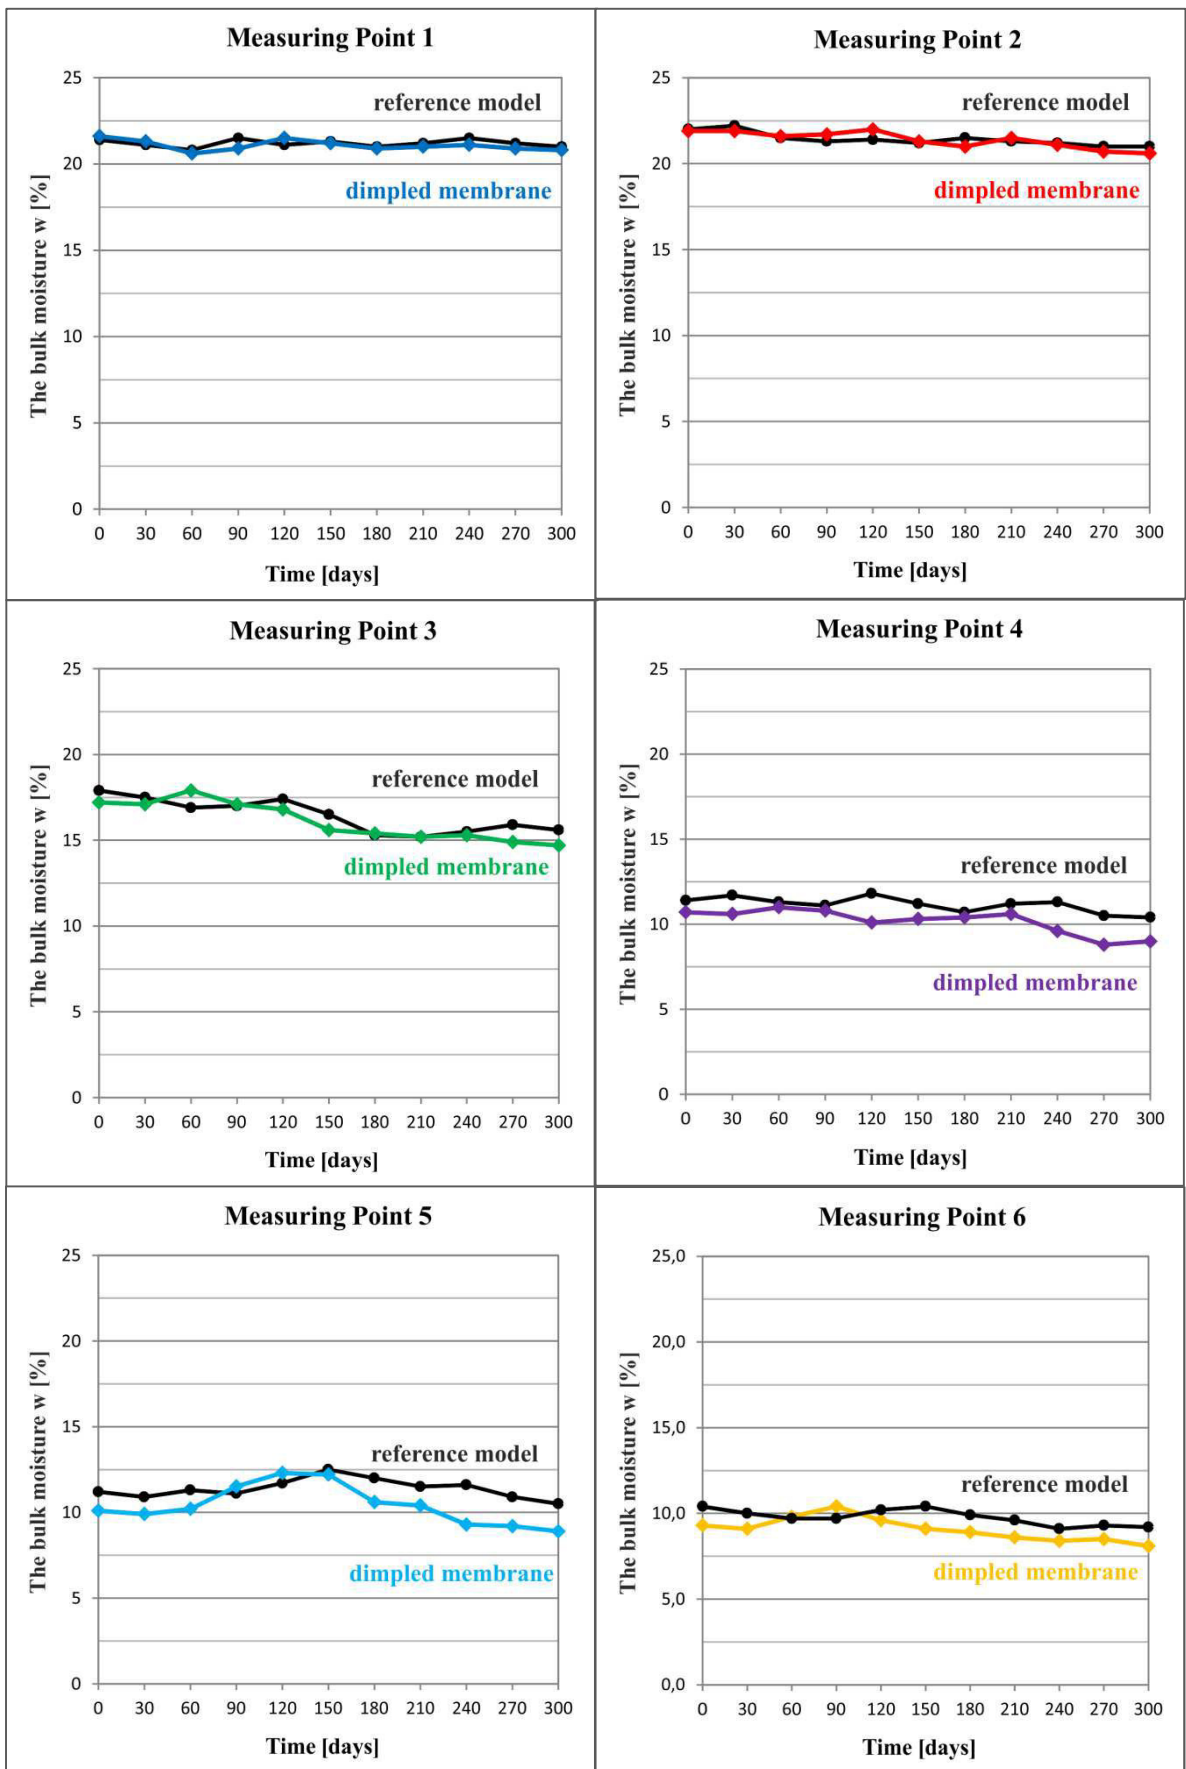 Measuring Point 1
The bulk moisture w [%]
25
20
15
10
5
0
reference model
dimpled membrane
0 30 60 90 120 150 180 210 240 270 300
Time [days]
Measuring Point 2
The bulk moisture w [%]
25
20
15
10
5
0
reference model
dimpled membrane
0 30 60 90 120 150 180 210 240 270 300
Time [days]
Measuring Point 3
The bulk moisture w [%]
25
20
15
10
5
0
reference model
dimpled membrane
0 30 60 90 120 150 180 210 240 270 300
Time [days]
Measuring Point 4
The bulk moisture w [%]
25
20
15
10
5
0
reference model
dimpled membrane
0 30 60 90 120 150 180 210 240 270 300
Time [days]
Measuring Point 5
The bulk moisture w [%]
25
20
15
10
5
0
reference model
dimpled membrane
0 30 60 90 120 150 180 210 240 270 300
Time [days]
Measuring Point 6
The bulk moisture w [%]
25,0
20,0
15,0
10,0
5,0
0,0
reference model
dimpled membrane
0 30 60 90 120 150 180 210 240 270 300
Time [days]